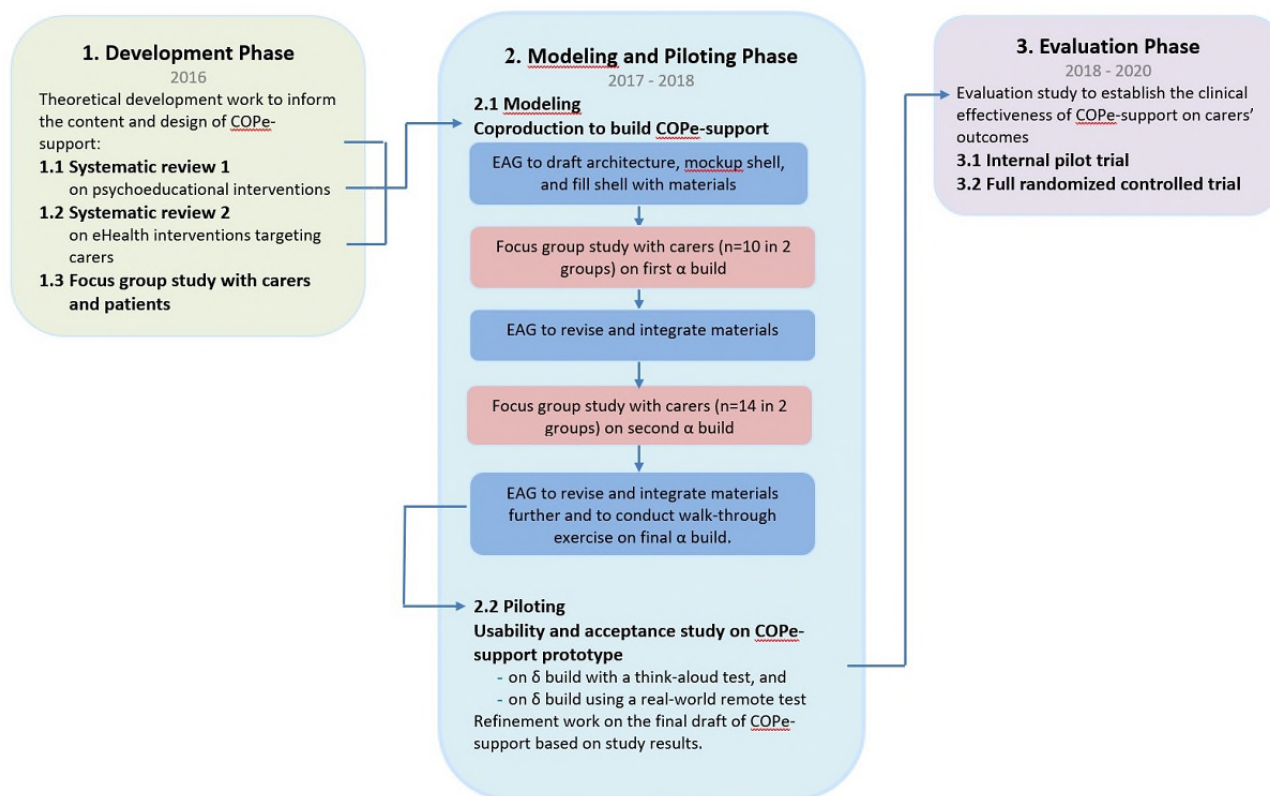 1. Development Phase
2016
Theoretical development work to inform
the content and design of COPe-
support:
1.1 Systematic review 1
on psychoeducational interventions
1.2 Systematic review 2
on eHealth interventions targeting
carers
1.3 Focus group study with carers
and patients
2. Modeling and Piloting Phase
2017 - 2018
2.1 Modeling
Coproduction to build COPe-support
EAG to draft architecture, mockup shell,
and fill shell with materials
Focus group study with carers (n=10 in 2
groups) on first α build
EAG to revise and integrate materials
Focus group study with carers (n=14 in 2
groups) on second α build
EAG to revise and integrate materials
further and to conduct walk-through
exercise on final α build.
2.2 Piloting
Usability and acceptance study on COPe-
support prototype
- on δ build with a think-aloud test, and
- on δ build using a real-world remote test
Refinement work on the final draft of COPe-
support based on study results.
3. Evaluation Phase
2018 - 2020
Evaluation study to establish the clinical
effectiveness of COPe-support on carers’
outcomes
3.1 Internal pilot trial
3.2 Full randomized controlled trial